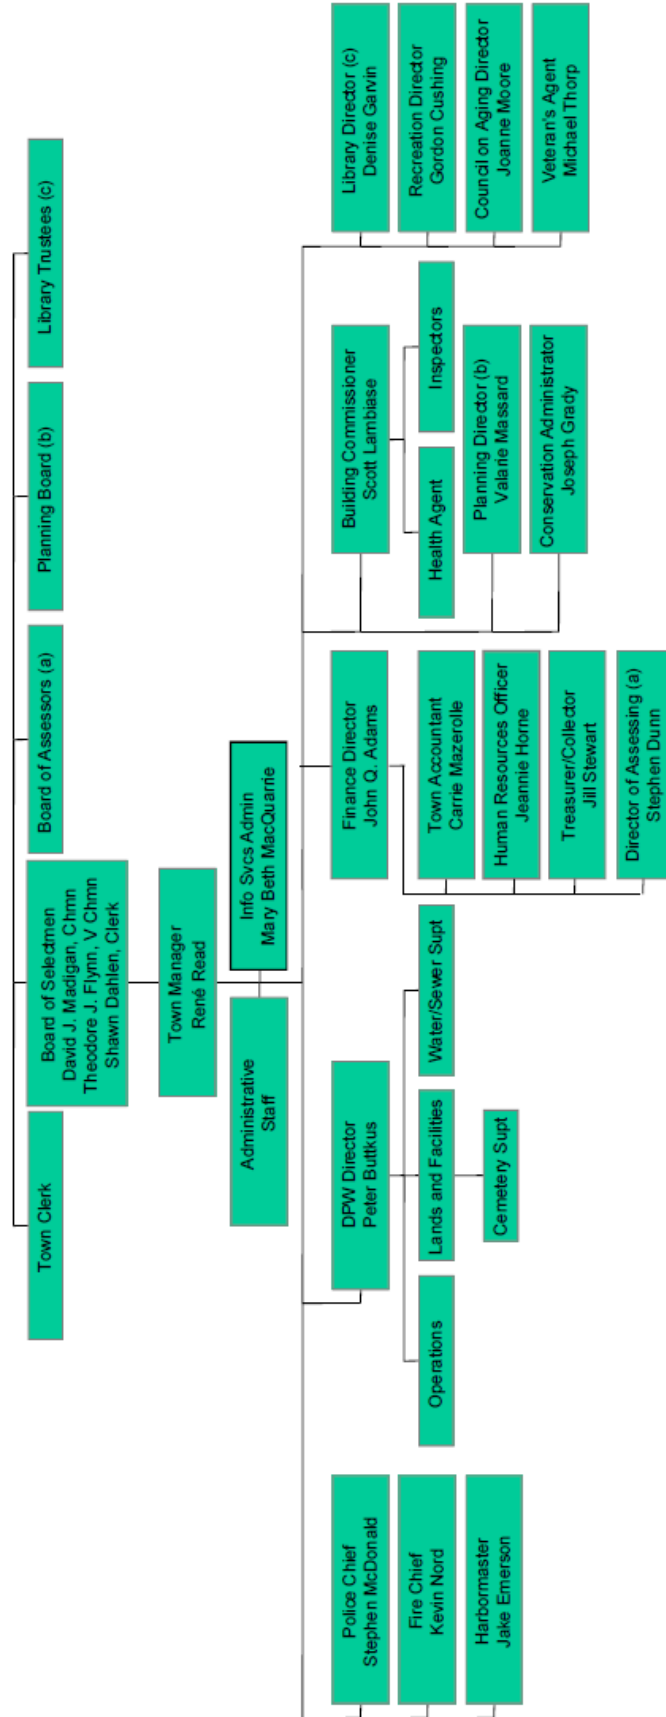 Town Clerk
Board of Selectmen
David J. Madigan, Chmn
Theodore J. Flynn, V Chmn
Shawn Dahlen, Clerk
Board of Assessors (a)
Planning Board (b)
Library Trustees (c)
Town Manager
René Read
Administrative
Staff
Info Svcs Admin
Mary Beth MacQuarrie
Police Chief
Stephen McDonald
Fire Chief
Kevin Nord
Harbormaster
Jake Emerson
DPW Director
Peter Buttkus
Operations
Lands and Facilities
Water/Sewer Supt
Cemetery Supt
Finance Director
John Q. Adams
Town Accountant
Carrie Mazerolle
Human Resources Officer
Jeannie Horne
Treasurer/Collector
Jill Stewart
Director of Assessing (a)
Stephen Dunn
Building Commissioner
Scott Lambiase
Health Agent
Inspectors
Planning Director (b)
Valarie Massard
Conservation Administrator
Joseph Grady
Library Director (c)
Denise Garvin
Recreation Director
Gordon Cushing
Council on Aging Director
Joanne Moore
Veteran's Agent
Michael Thorp